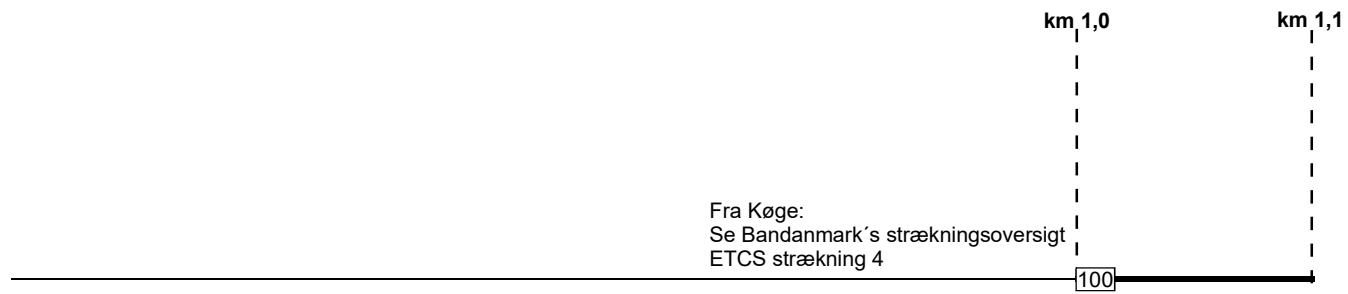 km 1,0
km 1,1
Fra Køge:
Se Bandanmark´s strækningsoversigt
ETCS strækning 4
100